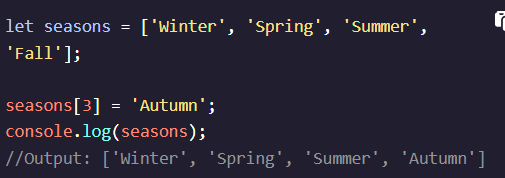 let seasons = ['Winter', 'Spring', 'Summer',
'Fall'];
seasons[3] = 'Autumn';
console.log(seasons);
//Output: ['Winter', 'Spring', 'Summer', 'Autumn']